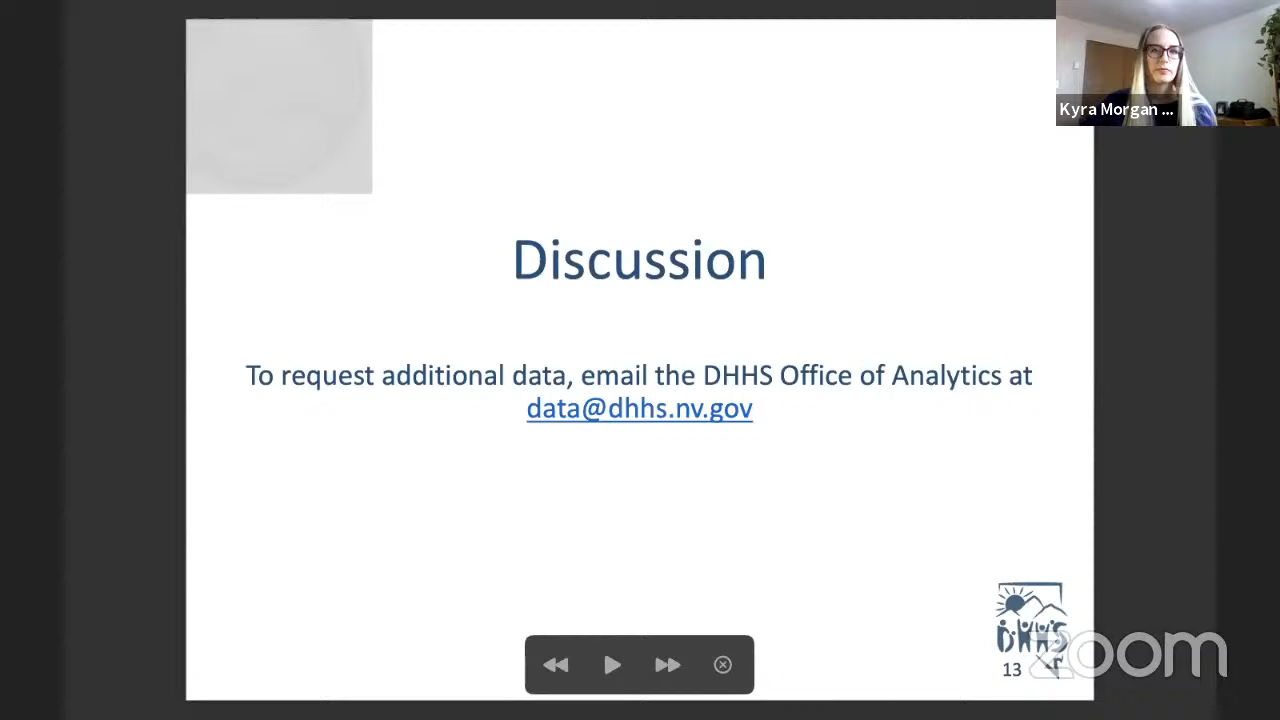 Kyra Morgan ...
Discussion
To request additional data, email the DHHS Office of Analytics at
data@dhhs.nv.gov
DHHS
13
zoom